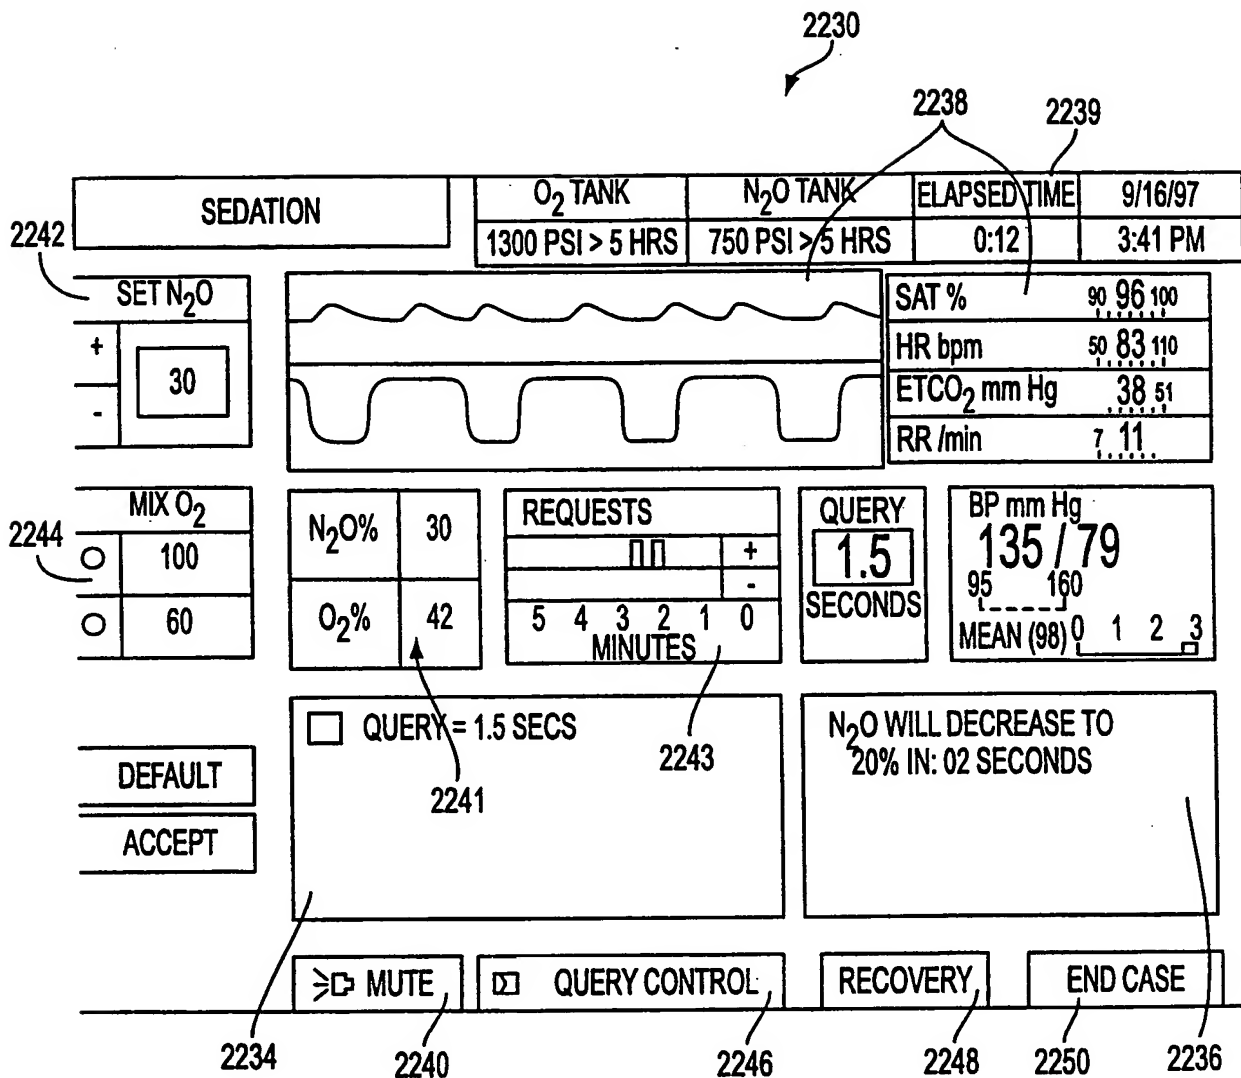 2230
2238
2239
SEDATION
O2 TANK
N2O TANK
ELAPSED TIME
9/16/97
1300 PSI > 5 HRS
750 PSI > 5 HRS
0:12
3:41 PM
2242
SET N2O
+
30
-
SAT %
90 96 100
HR bpm
50 83 110
ETCO2 mm Hg
38 51
RR /min
7 11
2244
MIX O2
100
60
N2O%
30
O2%
42
REQUESTS
+
-
5 4 3 2 1 0
MINUTES
QUERY
1.5
SECONDS
BP mm Hg
135 / 79
95 160
MEAN (98) 0 1 2 3
DEFAULT
ACCEPT
QUERY = 1.5 SECS
2241
2243
N2O WILL DECREASE TO
20% IN: 02 SECONDS
MUTE
QUERY CONTROL
RECOVERY
END CASE
2234
2240
2246
2248
2250
2236